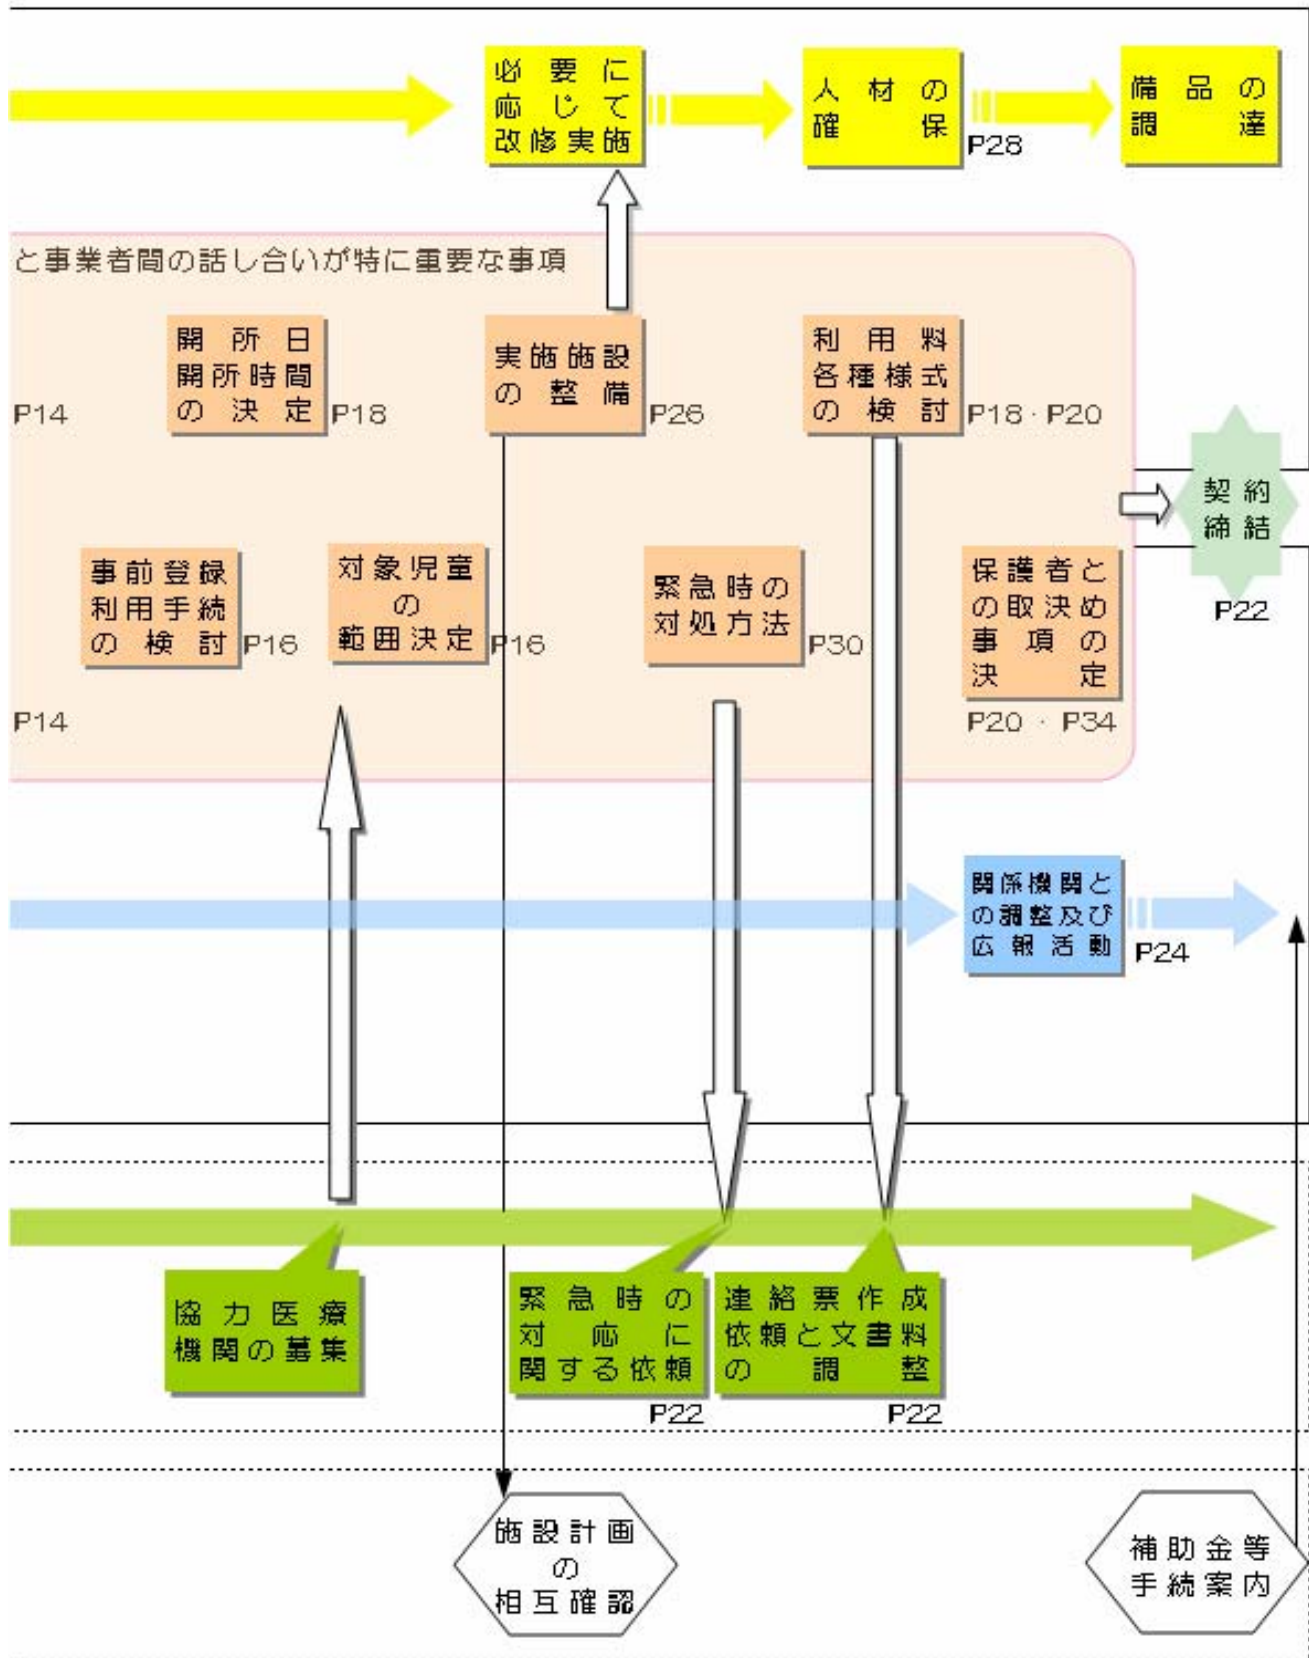 必要に
応じて
改修実施
人材の
確保
P28
備品の
調達
と事業者間の話し合いが特に重要な事項
P14
開所日
開所時間
の決定
P18
実施施設
の整備
P26
利用料
各種様式
の検討
P18・P20
契約
締結
P22
事前登録
利用手続
の検討
P16
対象児童
の
範囲決定
P16
緊急時の
対処方法
P30
保護者と
の取決め
事項の
決定
P20・P34
P14
関係機関と
の調整及び
広報活動
P24
協力医療
機関の募集
緊急時の
対応に
関する依頼
P22
連絡票作成
依頼と文書料
の調整
P22
施設計画
の
相互確認
補助金等
手続案内